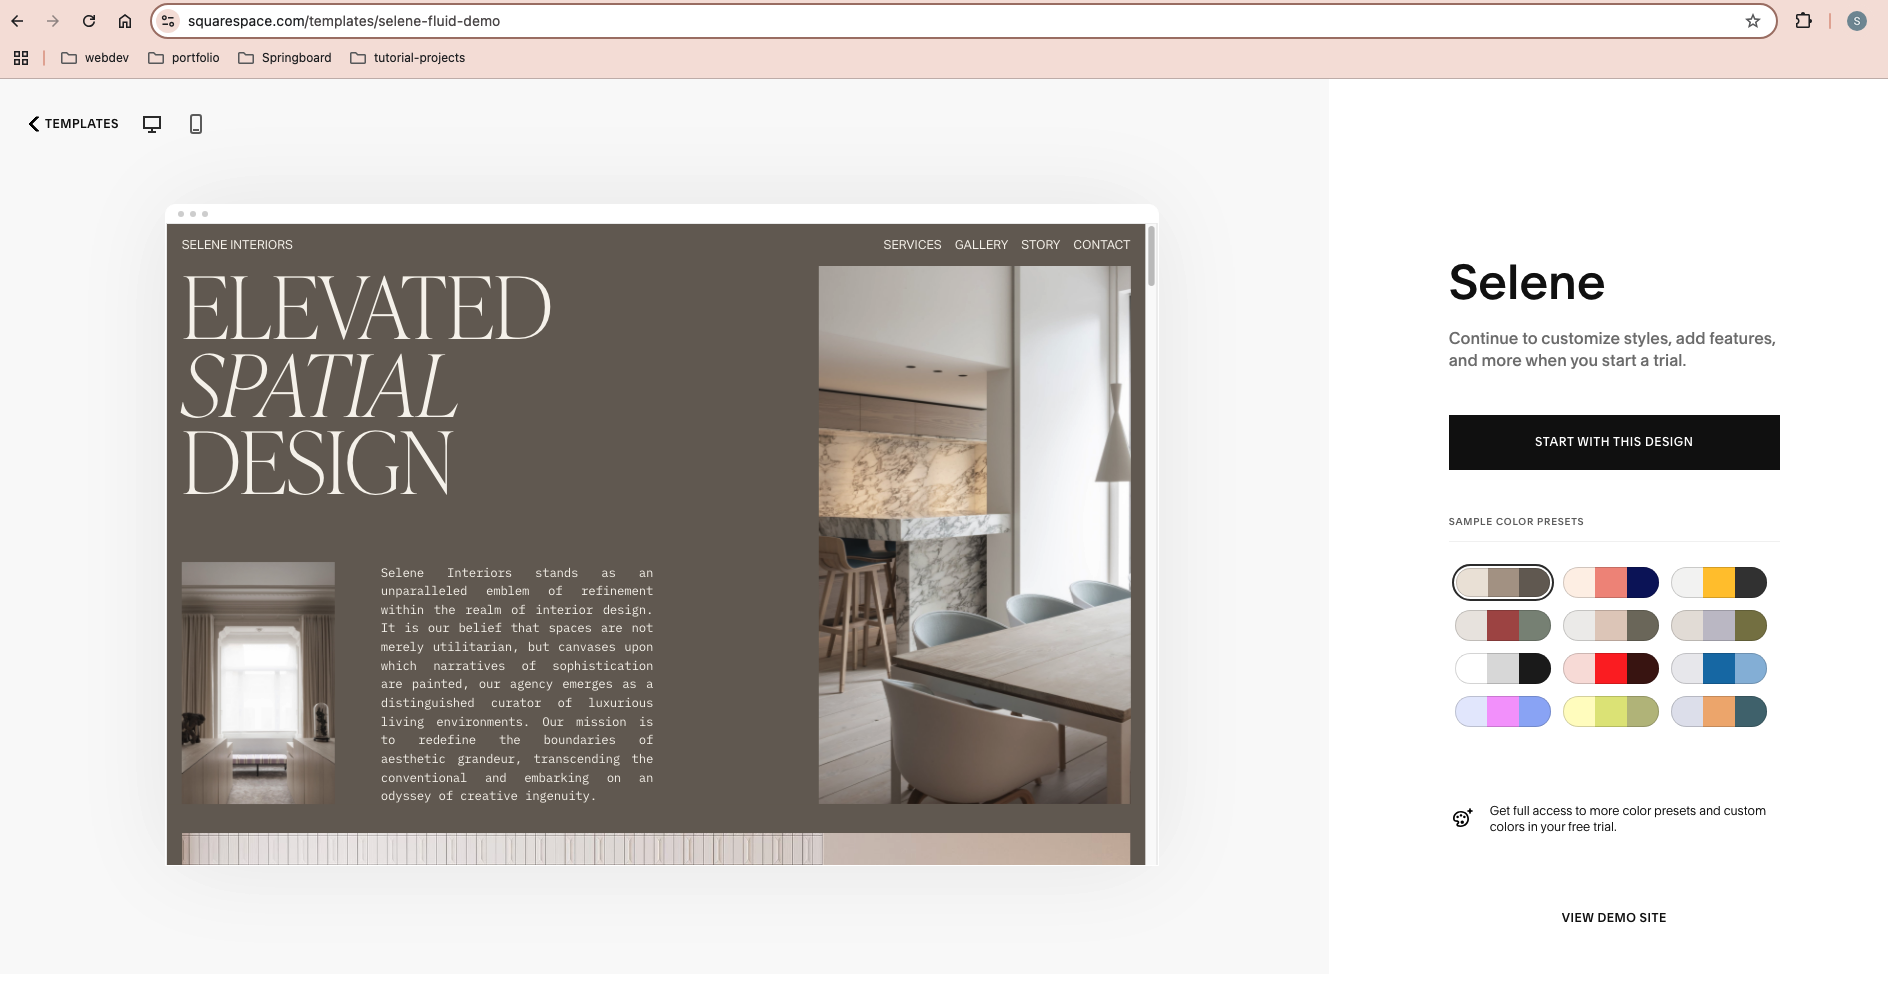 squarespace.com/templates/selene-fluid-demo
S
webdev
portfolio
Springboard
tutorial-projects
TEMPLATES
SELENE INTERIORS
SERVICES GALLERY STORY CONTACT
ELEVATED
SPATIAL
DESIGN
Selene Interiors stands as an
unparalleled emblem of refinement
within the realm of interior design.
It is our belief that spaces are not
merely utilitarian, but canvases upon
which narratives of sophistication
are painted, our agency emerges as a
distinguished curator of luxurious
living environments. Our mission is
to redefine the boundaries of
aesthetic grandeur, transcending the
conventional and embarking on an
odyssey of creative ingenuity.
Selene
Continue to customize styles, add features,
and more when you start a trial.
START WITH THIS DESIGN
SAMPLE COLOR PRESETS
Get full access to more color presets and custom
colors in your free trial.
VIEW DEMO SITE